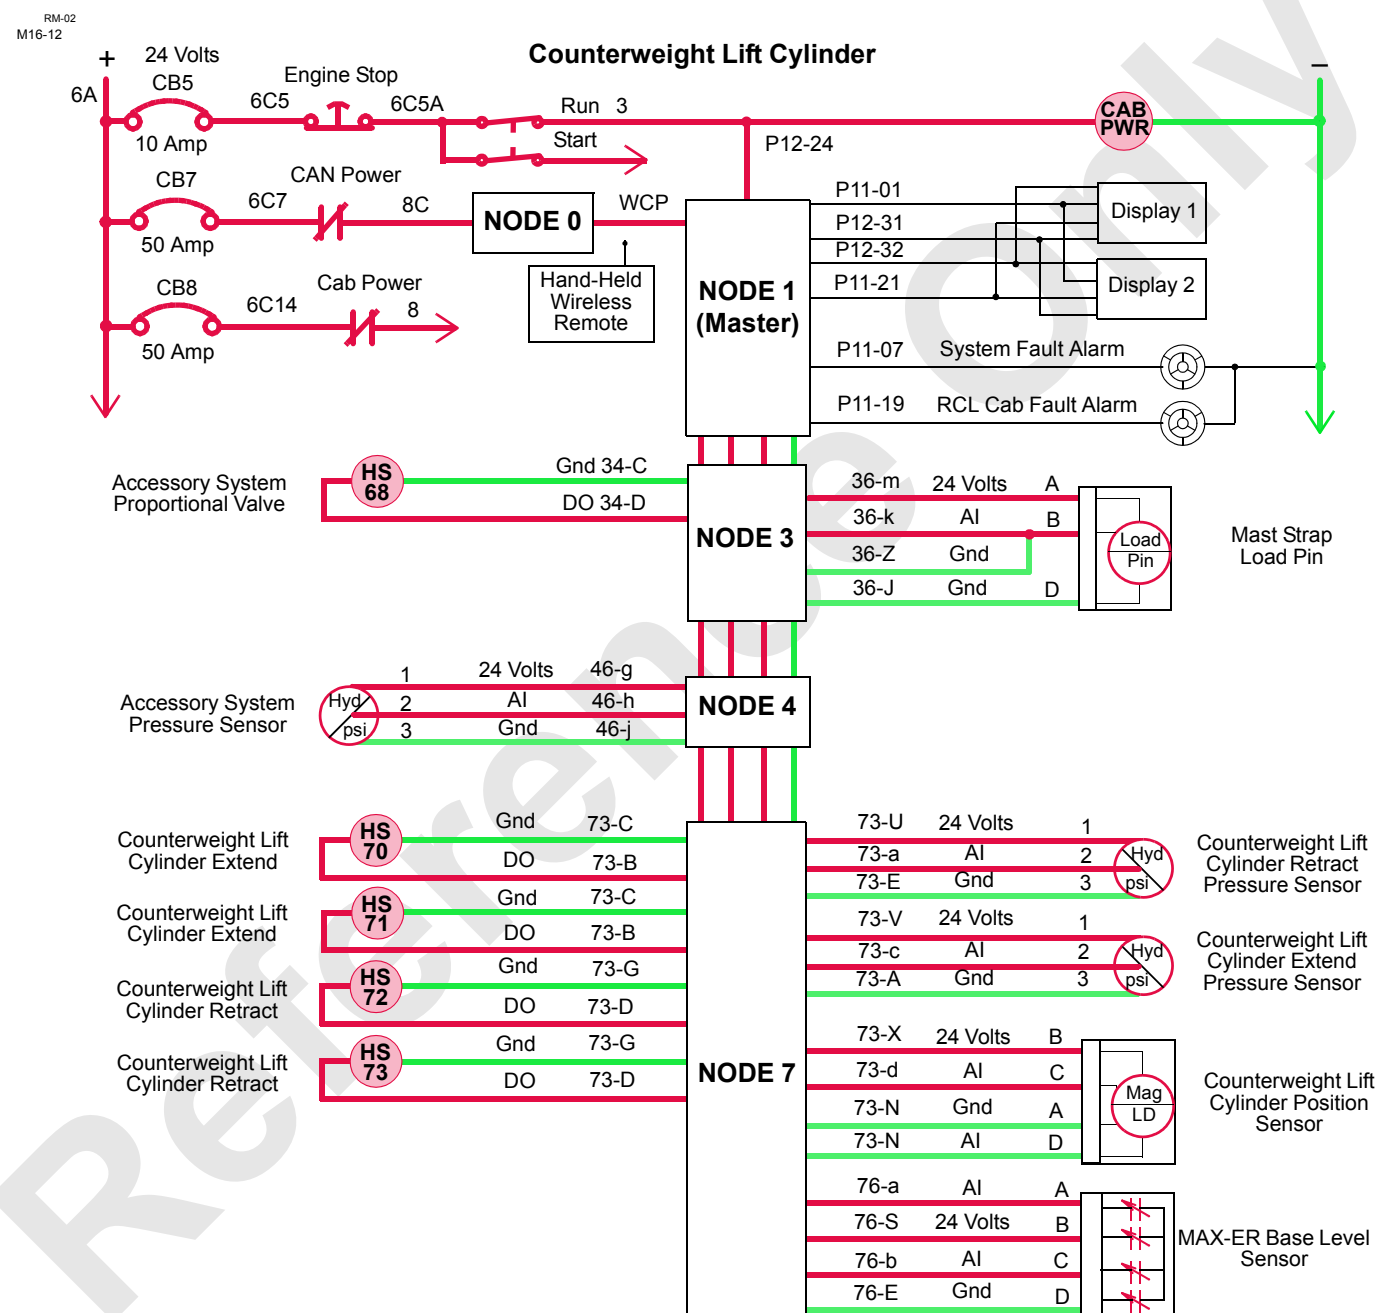 RM-02
M16-12
Counterweight Lift Cylinder
+
24 Volts
–
6A
CB5
10 Amp
6C5
Engine Stop
6C5A
Run 3
Start
P12-24
CAB
PWR
CB7
50 Amp
6C7
CAN Power
8C
NODE 0
WCP
Hand-Held
Wireless
Remote
CB8
50 Amp
6C14
Cab Power
8
NODE 1
(Master)
P11-01
P12-31
P12-32
P11-21
Display 1
Display 2
P11-07 System Fault Alarm
P11-19 RCL Cab Fault Alarm
Accessory System
Proportional Valve
HS
68
Gnd 34-C
DO 34-D
NODE 3
36-m 24 Volts A
36-k AI B
36-Z Gnd
36-J Gnd D
Load
Pin
Mast Strap
Load Pin
Accessory System
Pressure Sensor
Hyd
psi
1 24 Volts 46-g
2 AI 46-h
3 Gnd 46-j
NODE 4
Counterweight Lift
Cylinder Extend
HS
70
Gnd 73-C
DO 73-B
Counterweight Lift
Cylinder Extend
HS
71
Gnd 73-C
DO 73-B
Counterweight Lift
Cylinder Retract
HS
72
Gnd 73-G
DO 73-D
Counterweight Lift
Cylinder Retract
HS
73
Gnd 73-G
DO 73-D
NODE 7
73-U 24 Volts 1
73-a AI 2
73-E Gnd 3
Hyd
psi
Counterweight Lift
Cylinder Retract
Pressure Sensor
73-V 24 Volts 1
73-c AI 2
73-A Gnd 3
Hyd
psi
Counterweight Lift
Cylinder Extend
Pressure Sensor
73-X 24 Volts B
73-d AI C
73-N Gnd A
73-N AI D
Mag
LD
Counterweight Lift
Cylinder Position
Sensor
76-a AI A
76-S 24 Volts B
76-b AI C
76-E Gnd D
MAX-ER Base Level
Sensor
Reference Only